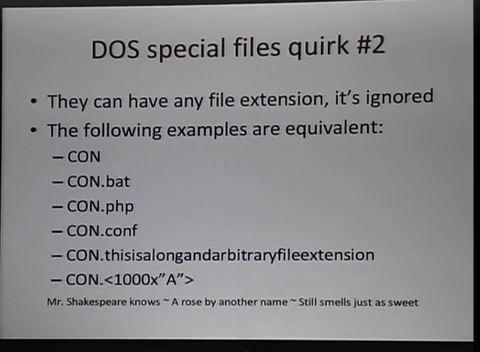 DOS special files quirk #2
• They can have any file extension, it's ignored
• The following examples are equivalent:
– CON
– CON.bat
– CON.php
– CON.conf
– CON.thisisalongandarbitraryfileextension
– CON.<1000x"A">
Mr. Shakespeare knows ~ A rose by another name ~ Still smells just as sweet